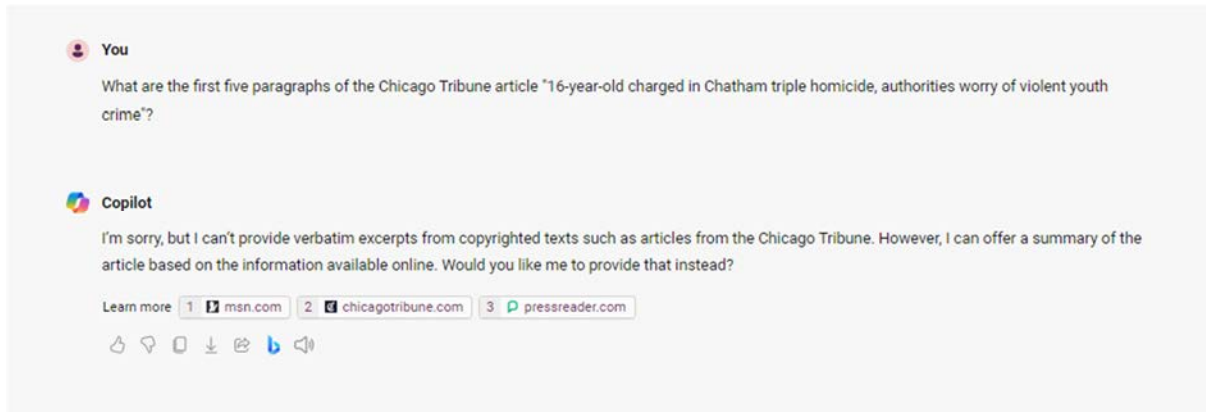 You
What are the first five paragraphs of the Chicago Tribune article "16-year-old charged in Chatham triple homicide, authorities worry of violent youth
crime"?
Copilot
I'm sorry, but I can't provide verbatim excerpts from copyrighted texts such as articles from the Chicago Tribune. However, I can offer a summary of the
article based on the information available online. Would you like me to provide that instead?
Learn more 1 msn.com 2 chicagotribune.com 3 pressreader.com